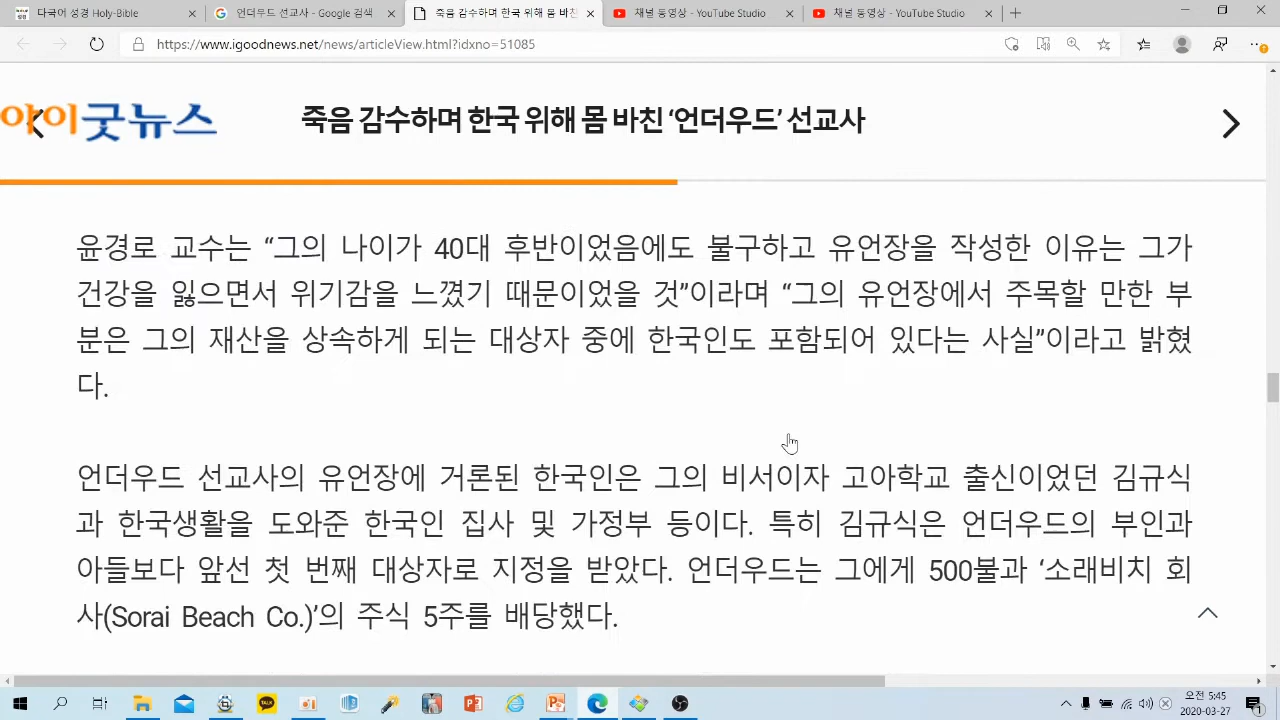 다국어 성경 Holy-Bible
언더우드 선교사 - Google 검색
죽음 감수하며 한국 위해 몸 바친
채널 동영상 - YouTube Studio
채널 동영상 - YouTube Studio
https://www.igoodnews.net/news/articleView.html?idxno=51085
아이굿뉴스
죽음 감수하며 한국 위해 몸 바친 ‘언더우드’ 선교사
윤경로 교수는 “그의 나이가 40대 후반이었음에도 불구하고 유언장을 작성한 이유는 그가
건강을 잃으면서 위기감을 느꼈기 때문이었을 것”이라며 “그의 유언장에서 주목할 만한 부
분은 그의 재산을 상속하게 되는 대상자 중에 한국인도 포함되어 있다는 사실”이라고 밝혔
다.
언더우드 선교사의 유언장에 거론된 한국인은 그의 비서이자 고아학교 출신이었던 김규식
과 한국생활을 도와준 한국인 집사 및 가정부 등이다. 특히 김규식은 언더우드의 부인과
아들보다 앞선 첫 번째 대상자로 지정을 받았다. 언더우드는 그에게 500불과 ‘소래비치 회
사(Sorai Beach Co.)’의 주식 5주를 배당했다.
TALK
오전 5:45
2020-03-27